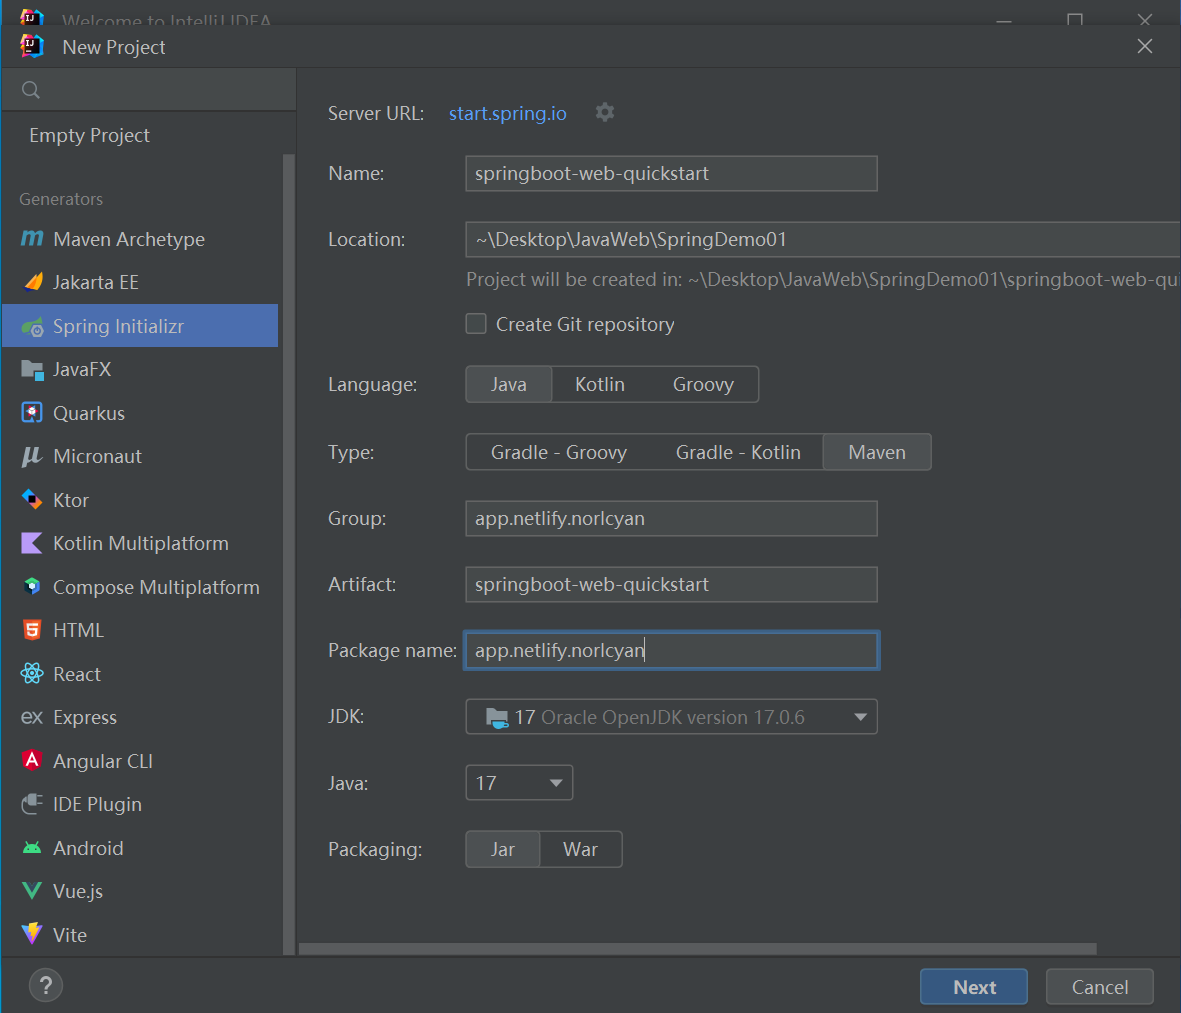 Welcome to IntelliJ IDEA
New Project
Empty Project
Generators
Maven Archetype
Jakarta EE
Spring Initializr
JavaFX
Quarkus
Micronaut
Ktor
Kotlin Multiplatform
Compose Multiplatform
HTML
React
ex Express
Angular CLI
IDE Plugin
Android
Vue.js
Vite
Server URL: start.spring.io
Name: springboot-web-quickstart
Location: ~\Desktop\JavaWeb\SpringDemo01
Project will be created in: ~\Desktop\JavaWeb\SpringDemo01\springboot-web-qui
Create Git repository
Language: Java Kotlin Groovy
Type: Gradle - Groovy Gradle - Kotlin Maven
Group: app.netlify.norlcyan
Artifact: springboot-web-quickstart
Package name: app.netlify.norlcyan
JDK: 17 Oracle OpenJDK version 17.0.6
Java: 17
Packaging: Jar War
? Next Cancel